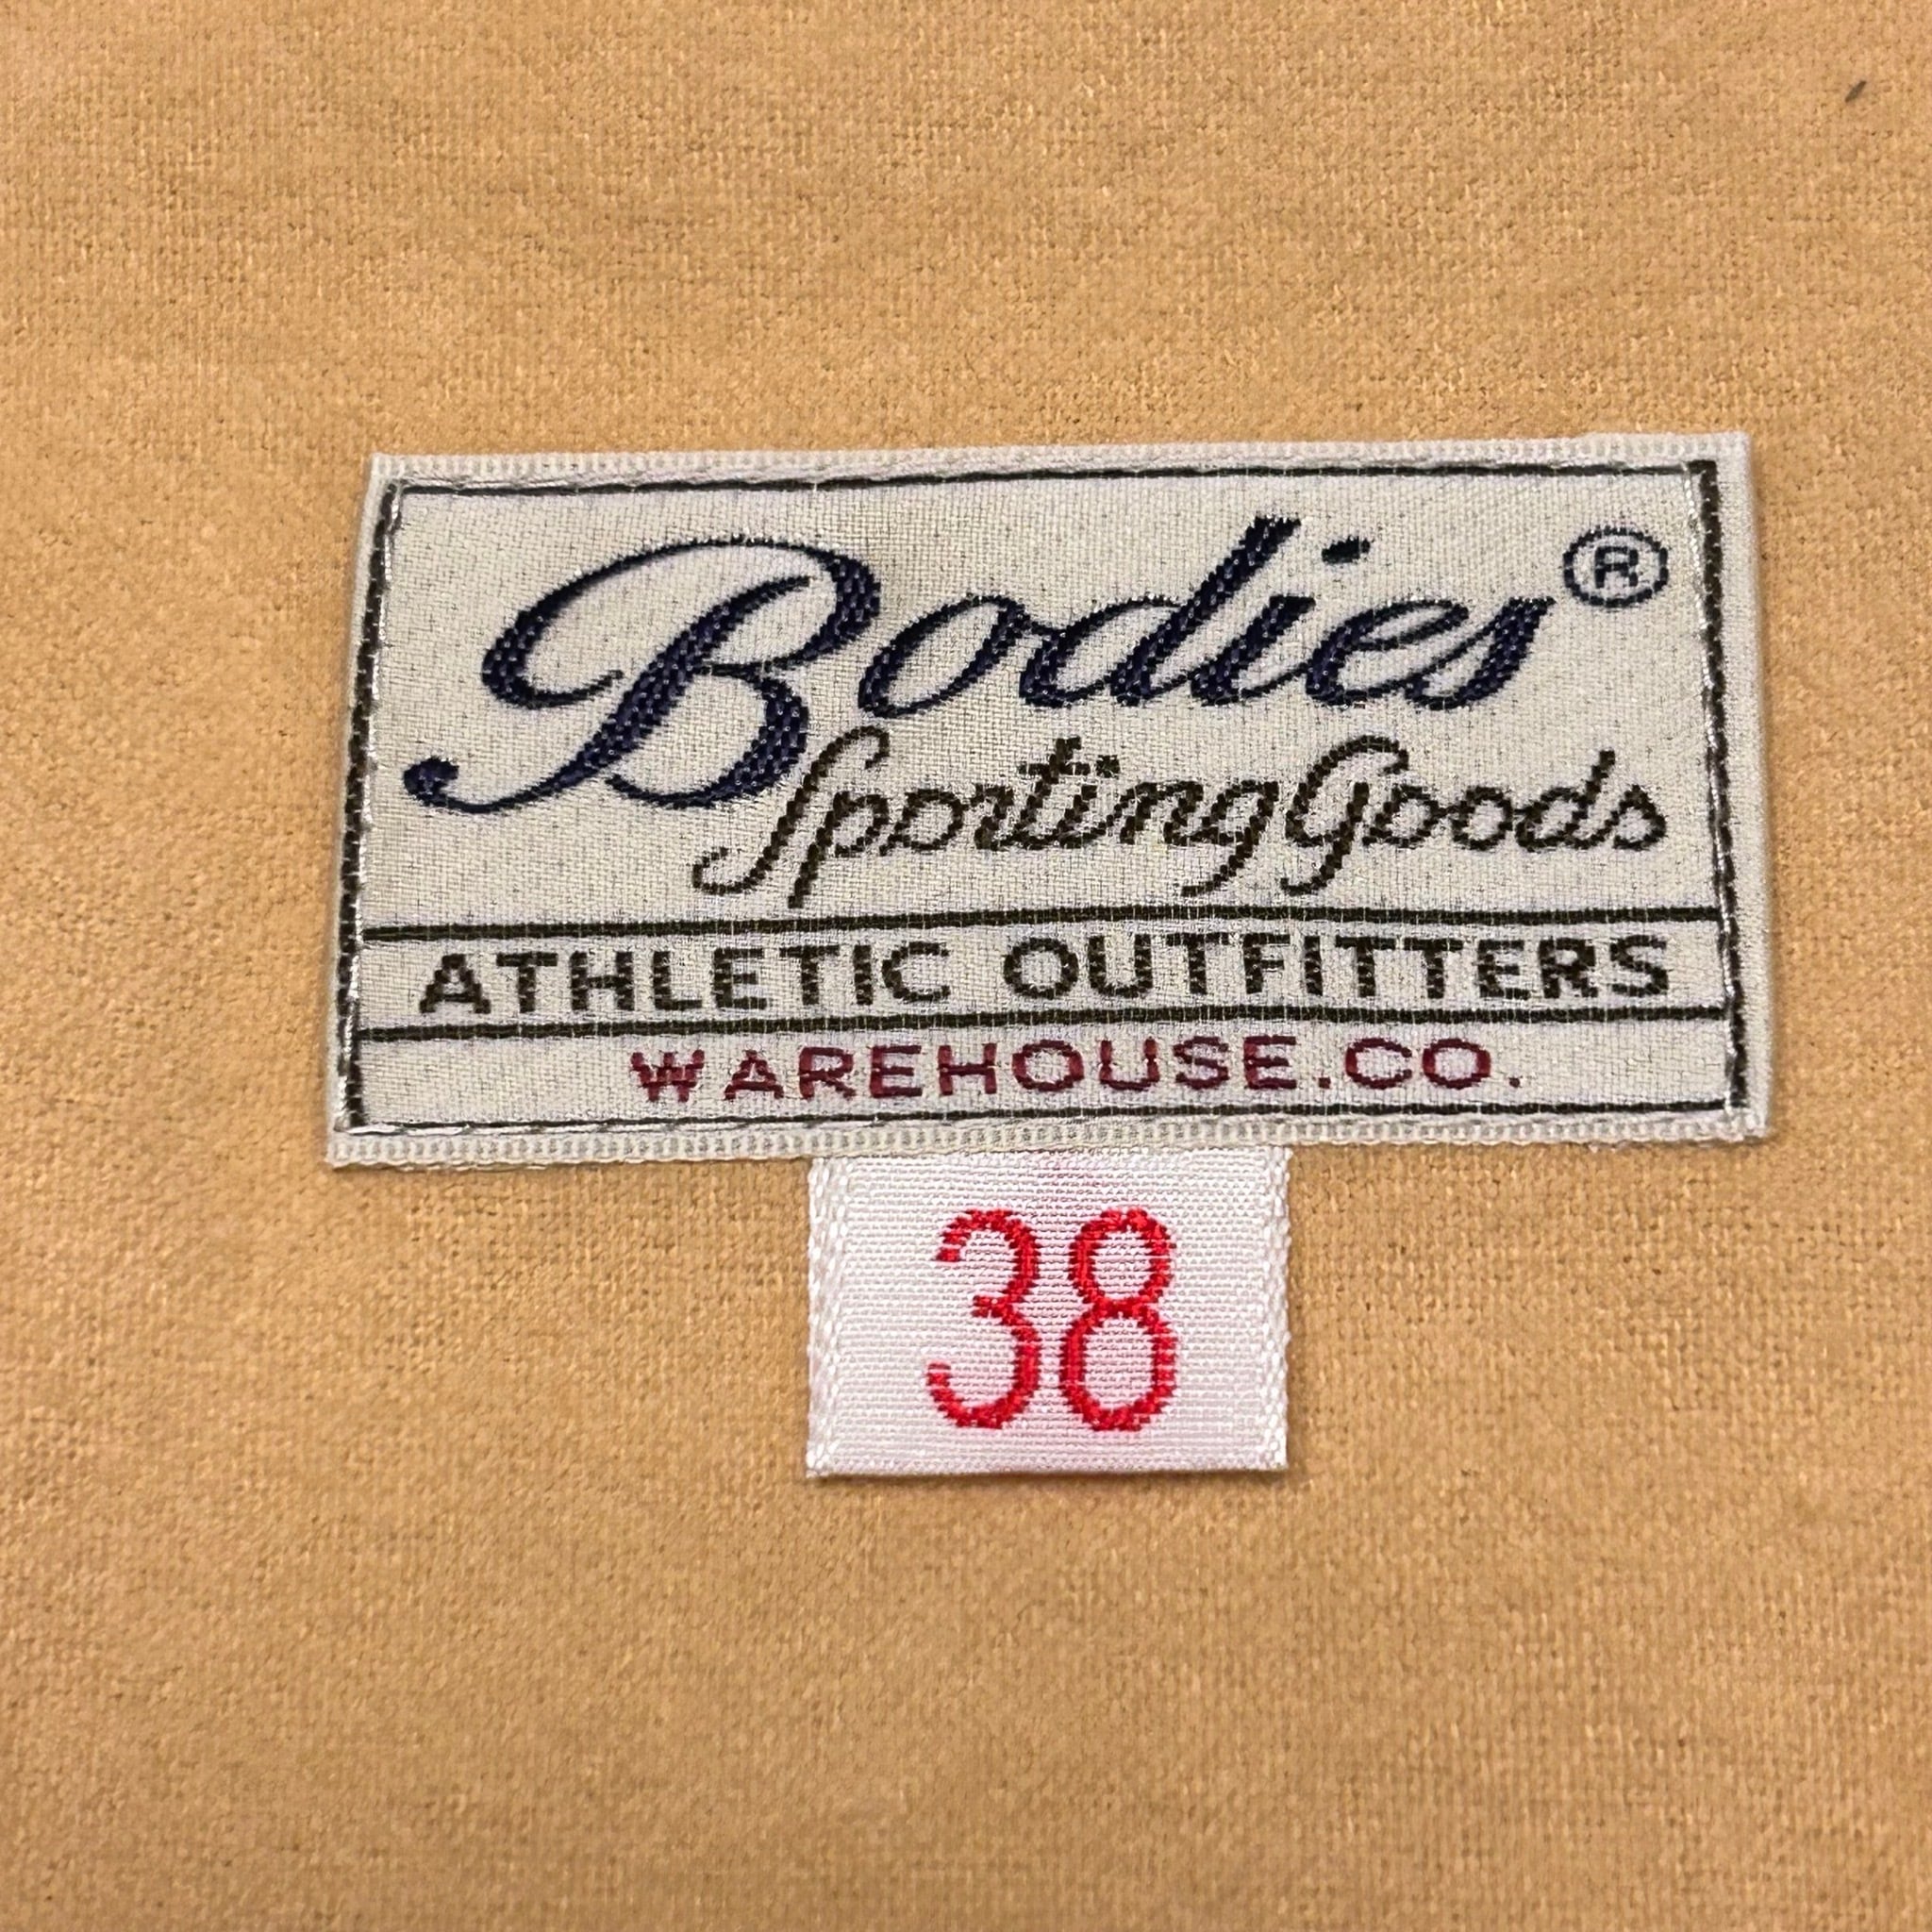 Bodies®
Sporting Goods
ATHLETIC OUTFITTERS
WAREHOUSE.CO.
38